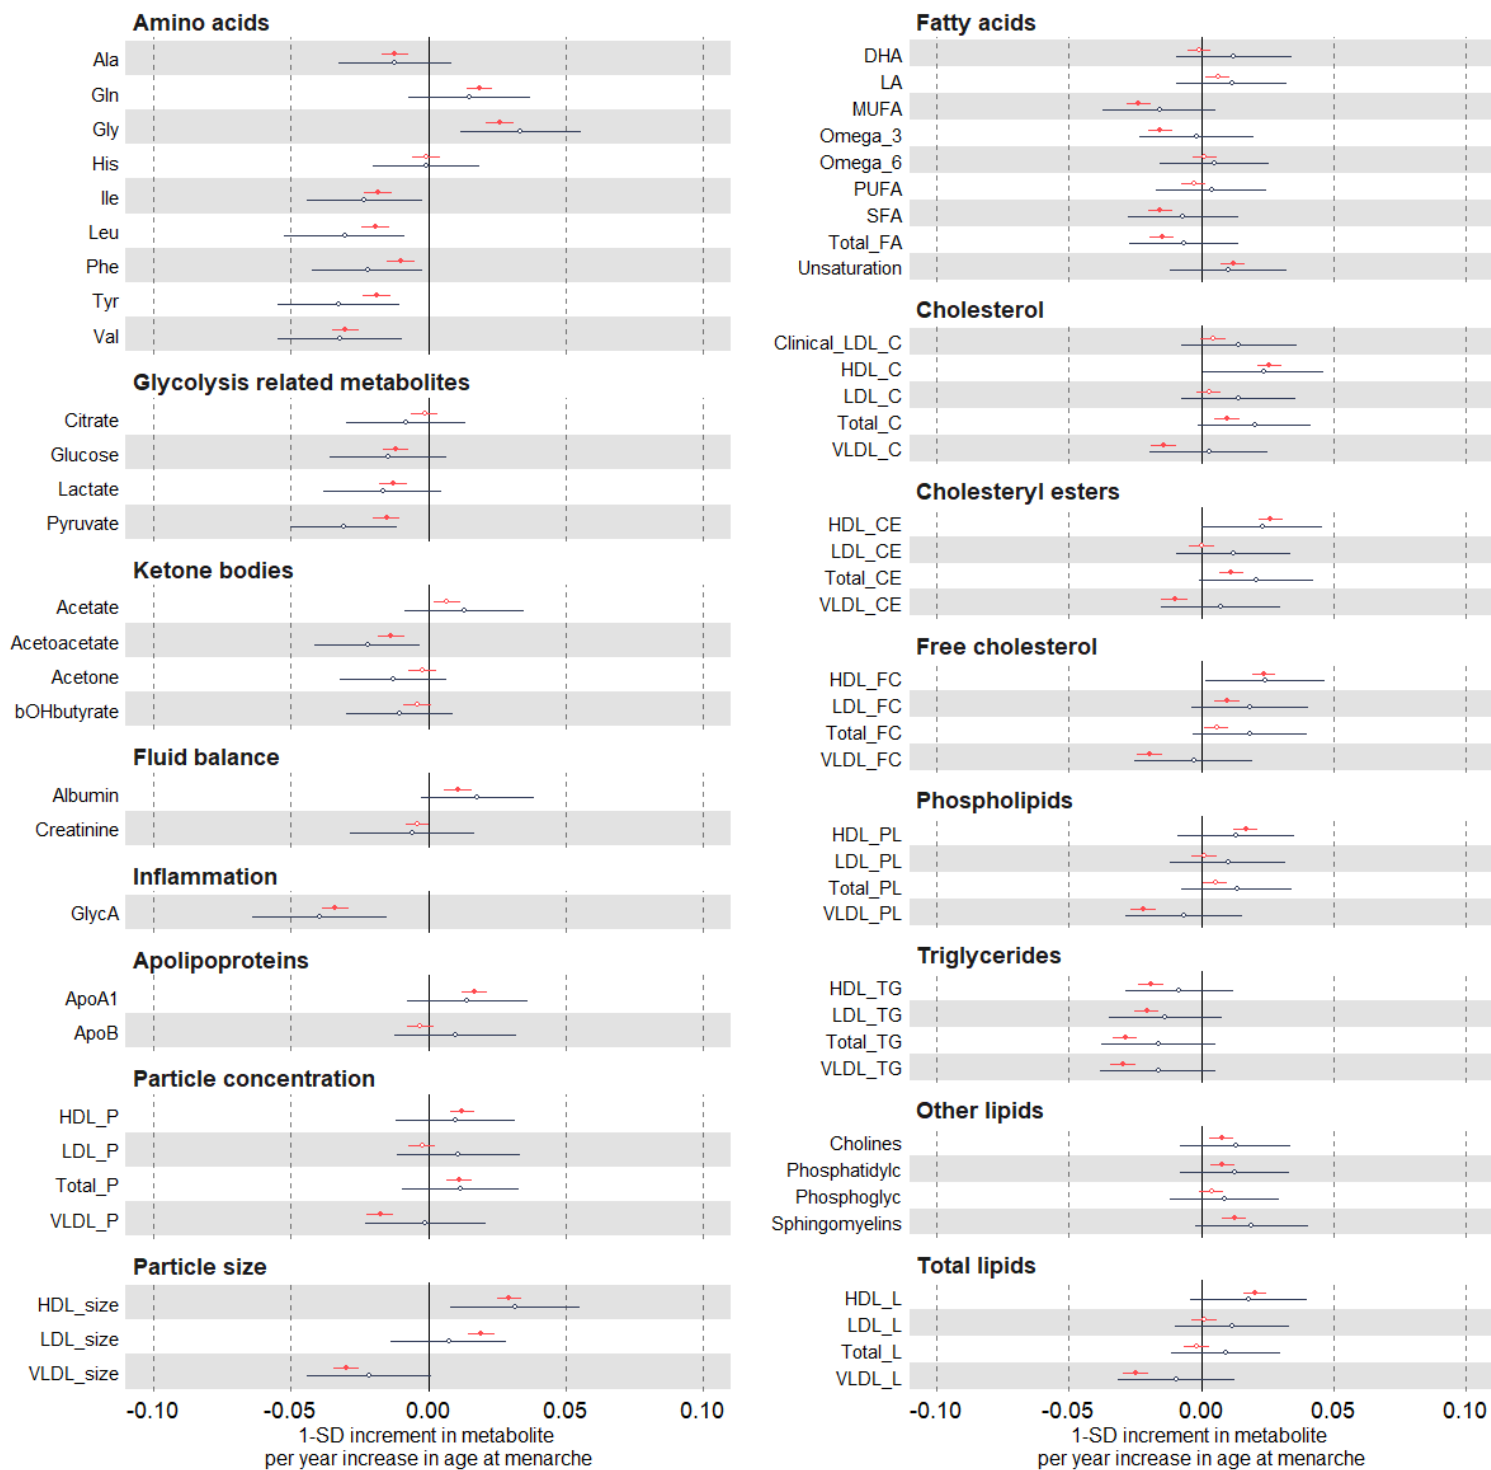 Amino acids
Ala
Gln
Gly
His
Ile
Leu
Phe
Tyr
Val
Glycolysis related metabolites
Citrate
Glucose
Lactate
Pyruvate
Ketone bodies
Acetate
Acetoacetate
Acetone
bOHbutyrate
Fluid balance
Albumin
Creatinine
Inflammation
GlycA
Apolipoproteins
ApoA1
ApoB
Particle concentration
HDL_P
LDL_P
Total_P
VLDL_P
Particle size
HDL_size
LDL_size
VLDL_size
-0.10 -0.05 0.00 0.05 0.10
1-SD increment in metabolite
per year increase in age at menarche
Fatty acids
DHA
LA
MUFA
Omega_3
Omega_6
PUFA
SFA
Total_FA
Unsaturation
Cholesterol
Clinical_LDL_C
HDL_C
LDL_C
Total_C
VLDL_C
Cholesteryl esters
HDL_CE
LDL_CE
Total_CE
VLDL_CE
Free cholesterol
HDL_FC
LDL_FC
Total_FC
VLDL_FC
Phospholipids
HDL_PL
LDL_PL
Total_PL
VLDL_PL
Triglycerides
HDL_TG
LDL_TG
Total_TG
VLDL_TG
Other lipids
Cholines
Phosphatidylc
Phosphoglyc
Sphingomyelins
Total lipids
HDL_L
LDL_L
Total_L
VLDL_L
-0.10 -0.05 0.00 0.05 0.10
1-SD increment in metabolite
per year increase in age at menarche